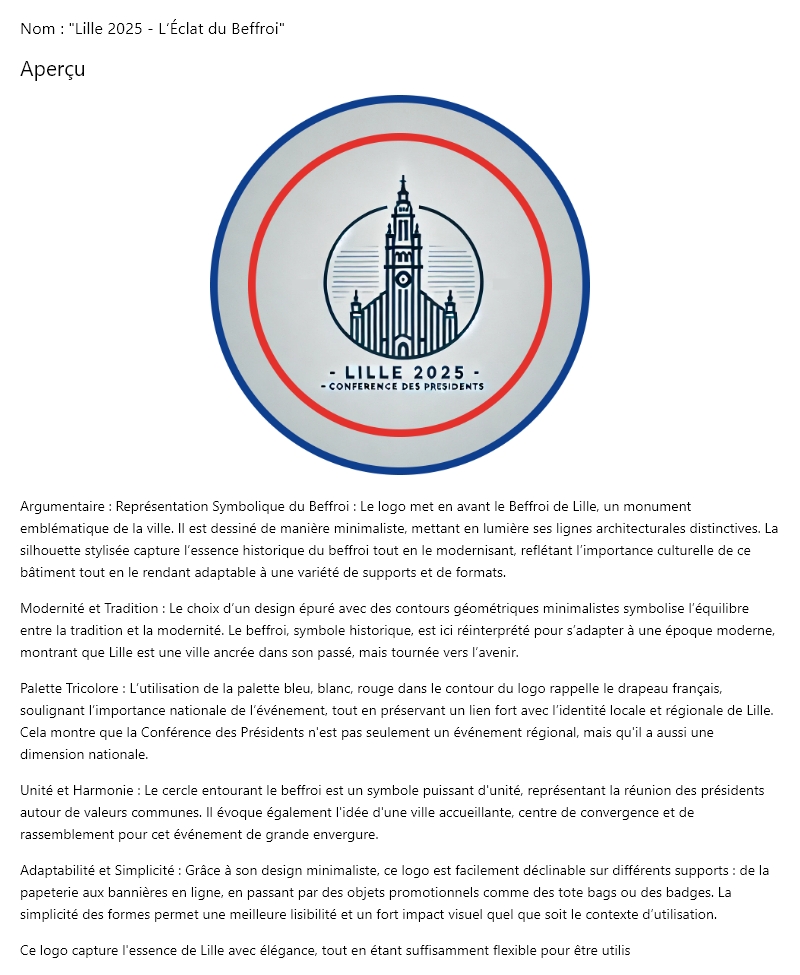 Nom : "Lille 2025 - L’Éclat du Beffroi"
Aperçu
- LILLE 2025 -
- CONFERENCE DES PRESIDENTS
Argumentaire : Représentation Symbolique du Beffroi : Le logo met en avant le Beffroi de Lille, un monument
emblématique de la ville. Il est dessiné de manière minimaliste, mettant en lumière ses lignes architecturales distinctives. La
silhouette stylisée capture l’essence historique du beffroi tout en le modernisant, reflétant l’importance culturelle de ce
bâtiment tout en le rendant adaptable à une variété de supports et de formats.
Modernité et Tradition : Le choix d’un design épuré avec des contours géométriques minimalistes symbolise l’équilibre
entre la tradition et la modernité. Le beffroi, symbole historique, est ici réinterprété pour s’adapter à une époque moderne,
montrant que Lille est une ville ancrée dans son passé, mais tournée vers l’avenir.
Palette Tricolore : L’utilisation de la palette bleu, blanc, rouge dans le contour du logo rappelle le drapeau français,
soulignant l’importance nationale de l’événement, tout en préservant un lien fort avec l’identité locale et régionale de Lille.
Cela montre que la Conférence des Présidents n'est pas seulement un événement régional, mais qu'il a aussi une
dimension nationale.
Unité et Harmonie : Le cercle entourant le beffroi est un symbole puissant d'unité, représentant la réunion des présidents
autour de valeurs communes. Il évoque également l'idée d'une ville accueillante, centre de convergence et de
rassemblement pour cet événement de grande envergure.
Adaptabilité et Simplicité : Grâce à son design minimaliste, ce logo est facilement déclinable sur différents supports : de la
papeterie aux bannières en ligne, en passant par des objets promotionnels comme des tote bags ou des badges. La
simplicité des formes permet une meilleure lisibilité et un fort impact visuel quel que soit le contexte d’utilisation.
Ce logo capture l'essence de Lille avec élégance, tout en étant suffisamment flexible pour être utilis